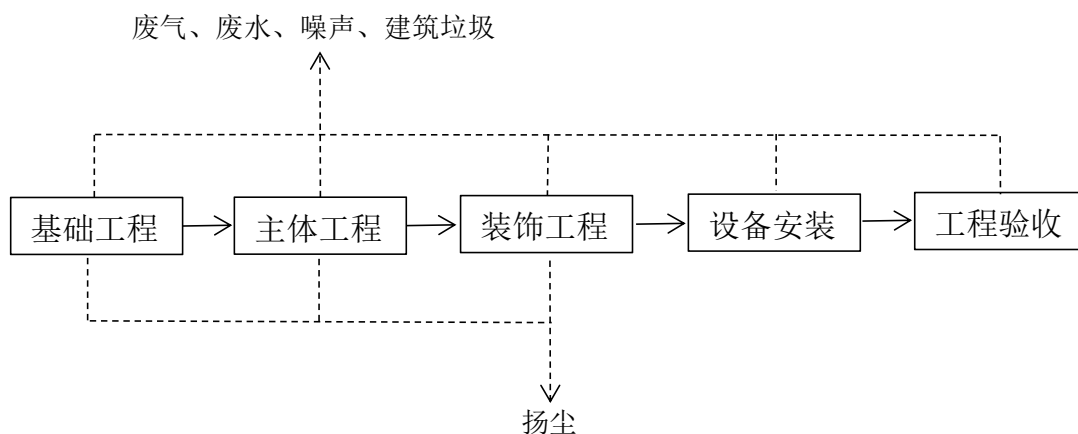 废气、废水、噪声、建筑垃圾
基础工程
主体工程
装饰工程
设备安装
工程验收
扬尘